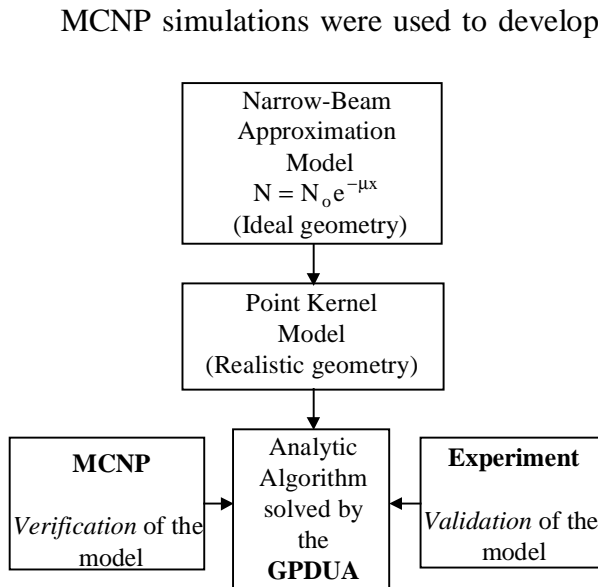 MCNP simulations were used to develop
Narrow-Beam
Approximation
Model
N = Nₒe^{−μx}
(Ideal geometry)
Point Kernel
Model
(Realistic geometry)
MCNP
Verification of the
model
Analytic
Algorithm
solved by
the
GPDUA
Experiment
Validation of the
model